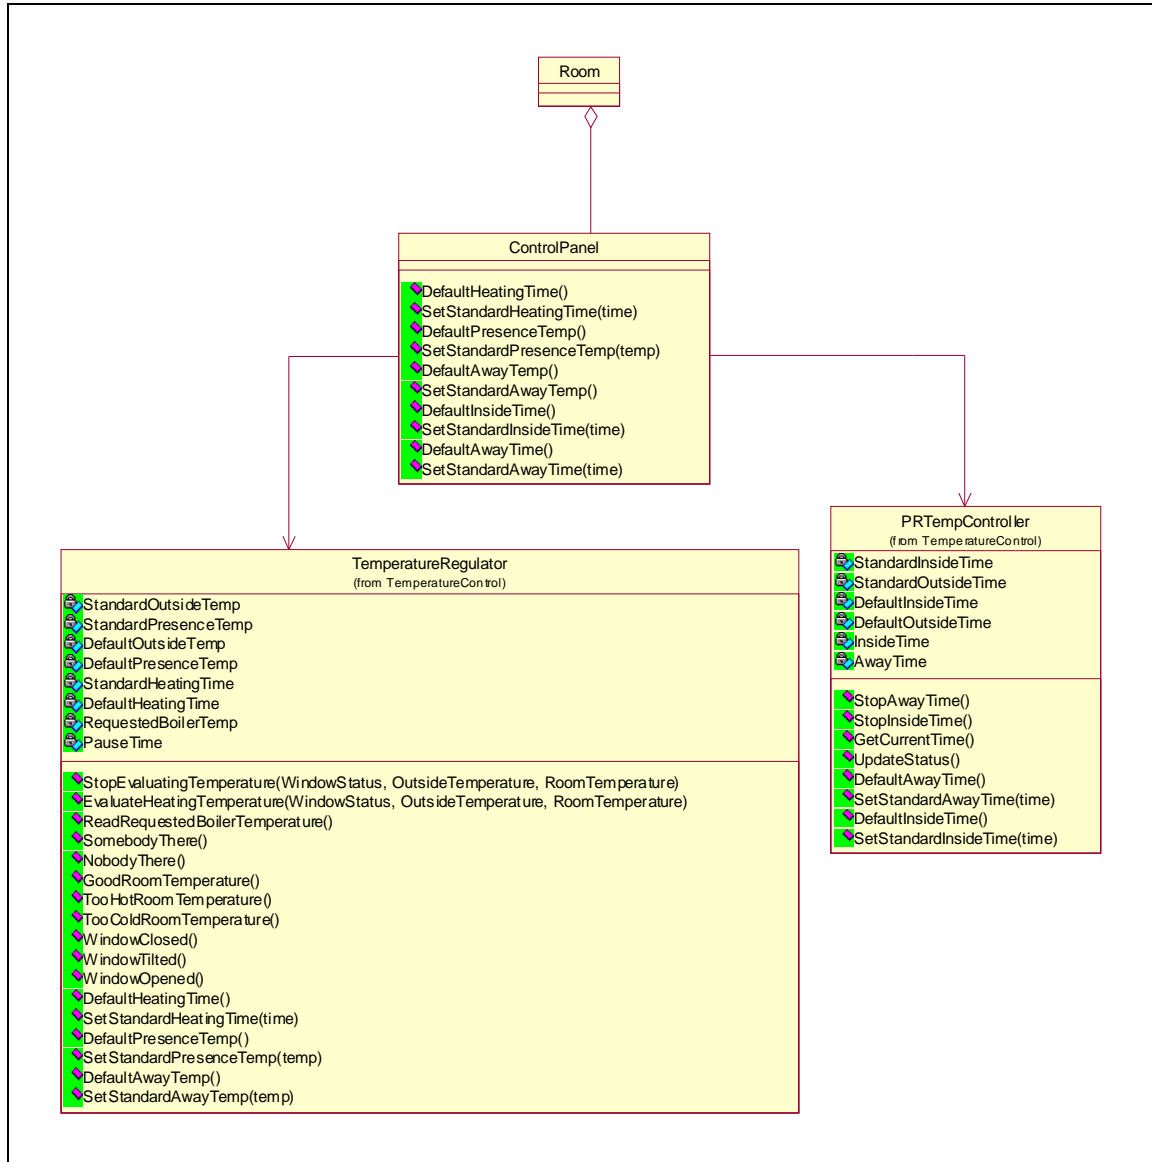 Room
ControlPanel
DefaultHeatingTime()
SetStandardHeatingTime(time)
DefaultPresenceTemp()
SetStandardPresenceTemp(temp)
DefaultAwayTemp()
SetStandardAwayTemp()
DefaultInsideTime()
SetStandardInsideTime(time)
DefaultAwayTime()
SetStandardAwayTime(time)
TemperatureRegulator
(from TemperatureControl)
StandardOutsideTemp
StandardPresenceTemp
DefaultOutsideTemp
DefaultPresenceTemp
StandardHeatingTime
DefaultHeatingTime
RequestedBoilerTemp
PauseTime
StopEvaluatingTemperature(WindowStatus, OutsideTemperature, RoomTemperature)
EvaluateHeatingTemperature(WindowStatus, OutsideTemperature, RoomTemperature)
ReadRequestedBoilerTemperature()
SomebodyThere()
NobodyThere()
GoodRoomTemperature()
TooHotRoomTemperature()
TooColdRoomTemperature()
WindowClosed()
WindowTilted()
WindowOpened()
DefaultHeatingTime()
SetStandardHeatingTime(time)
DefaultPresenceTemp()
SetStandardPresenceTemp(temp)
DefaultAwayTemp()
SetStandardAwayTemp(temp)
PRTempController
(from TemperatureControl)
StandardInsideTime
StandardOutsideTime
DefaultInsideTime
DefaultOutsideTime
InsideTime
AwayTime
StopAwayTime()
StopInsideTime()
GetCurrentTime()
UpdateStatus()
DefaultAwayTime()
SetStandardAwayTime(time)
DefaultInsideTime()
SetStandardInsideTime(time)